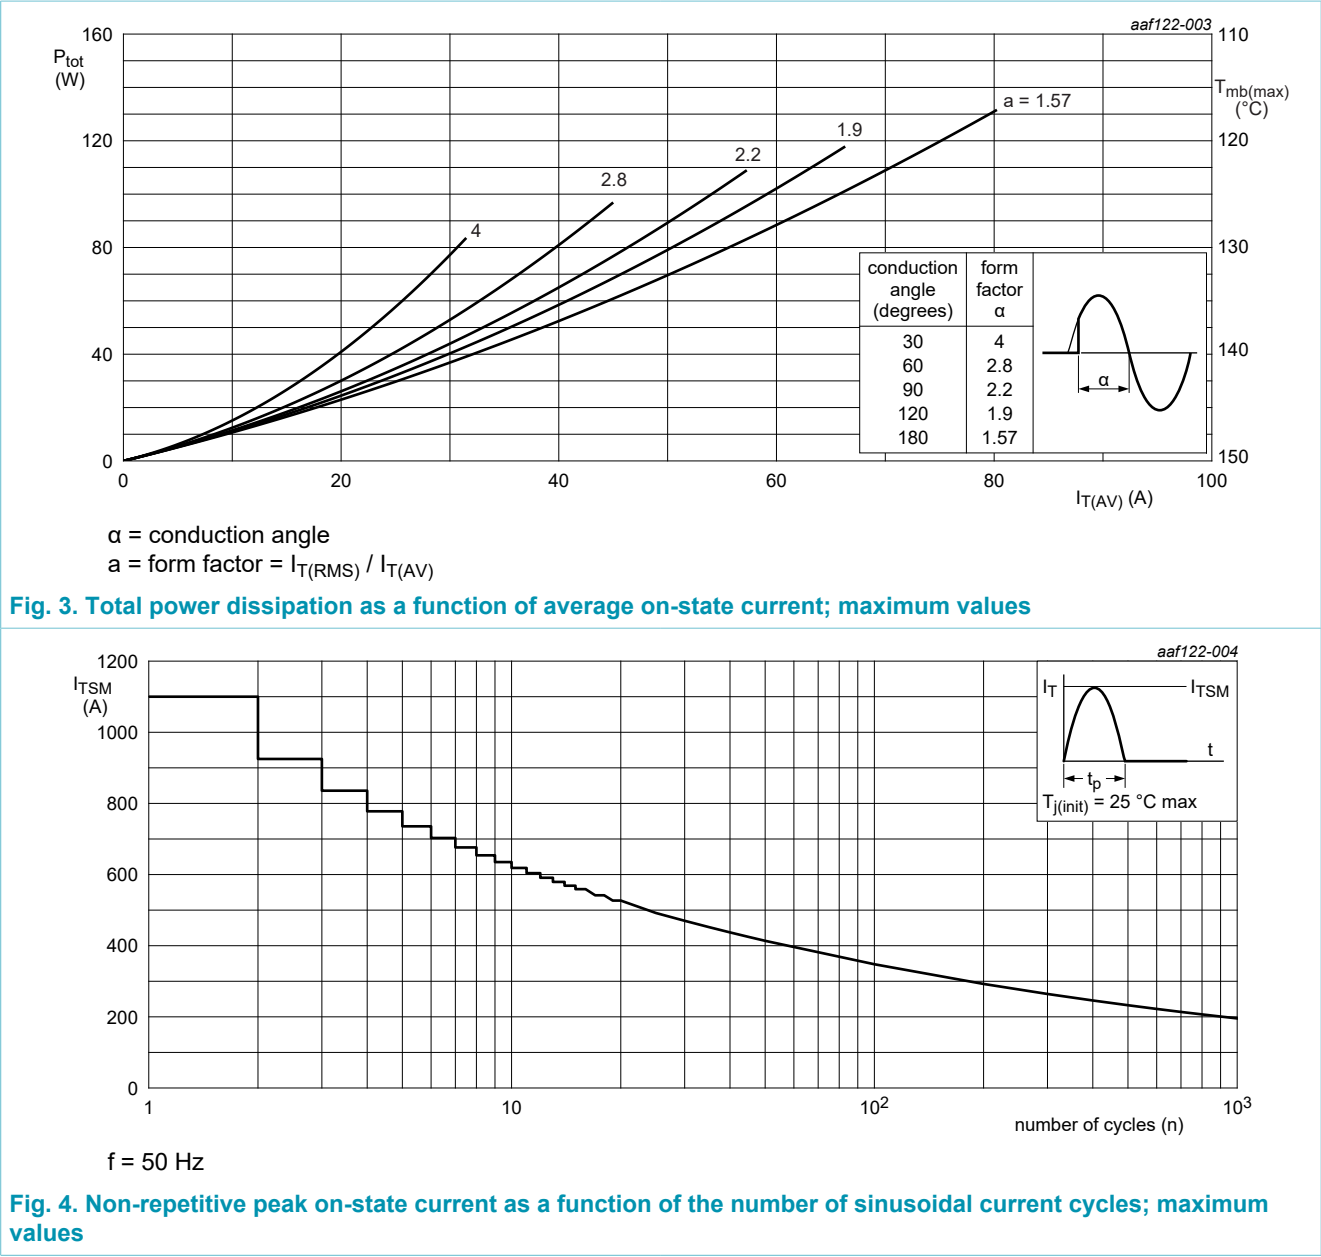 aaf122-003
Ptot
(W)
160
120
80
40
0
110
Tmb(max)
(°C)
120
130
140
150
a = 1.57
1.9
2.2
2.8
4
conduction angle (degrees) form factor α
30 4
60 2.8
90 2.2
120 1.9
180 1.57
α
0 20 40 60 80 100
IT(AV) (A)
α = conduction angle
a = form factor = IT(RMS) / IT(AV)
Fig. 3. Total power dissipation as a function of average on-state current; maximum values
aaf122-004
1200
ITSM
(A)
1000
800
600
400
200
0
IT ITSM
t
tp
Tj(init) = 25 °C max
1 10 10² 10³
number of cycles (n)
f = 50 Hz
Fig. 4. Non-repetitive peak on-state current as a function of the number of sinusoidal current cycles; maximum
values